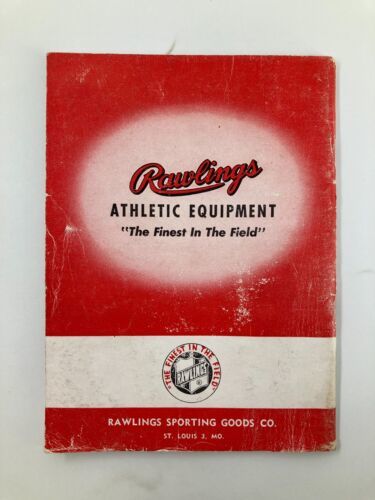 Rawlings
ATHLETIC EQUIPMENT
"The Finest In The Field"
"THE FINEST IN THE FIELD"
RAWLINGS
®
RAWLINGS SPORTING GOODS CO.
ST. LOUIS 3, MO.